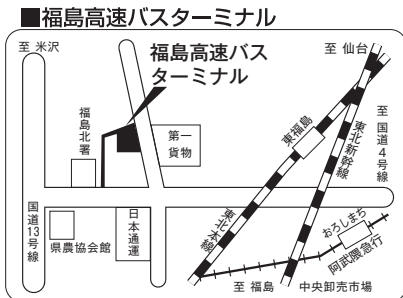 ■福島高速バスターミナル
至 米沢
福島高速バス
ターミナル
至 仙台
福島北署
第一
貨物
東福島
東北新幹線
至 国道4号線
国道13号線
県農協会館
日本通運
東北本線
おろしまち
阿武隈急行
至 福島
中央卸売市場